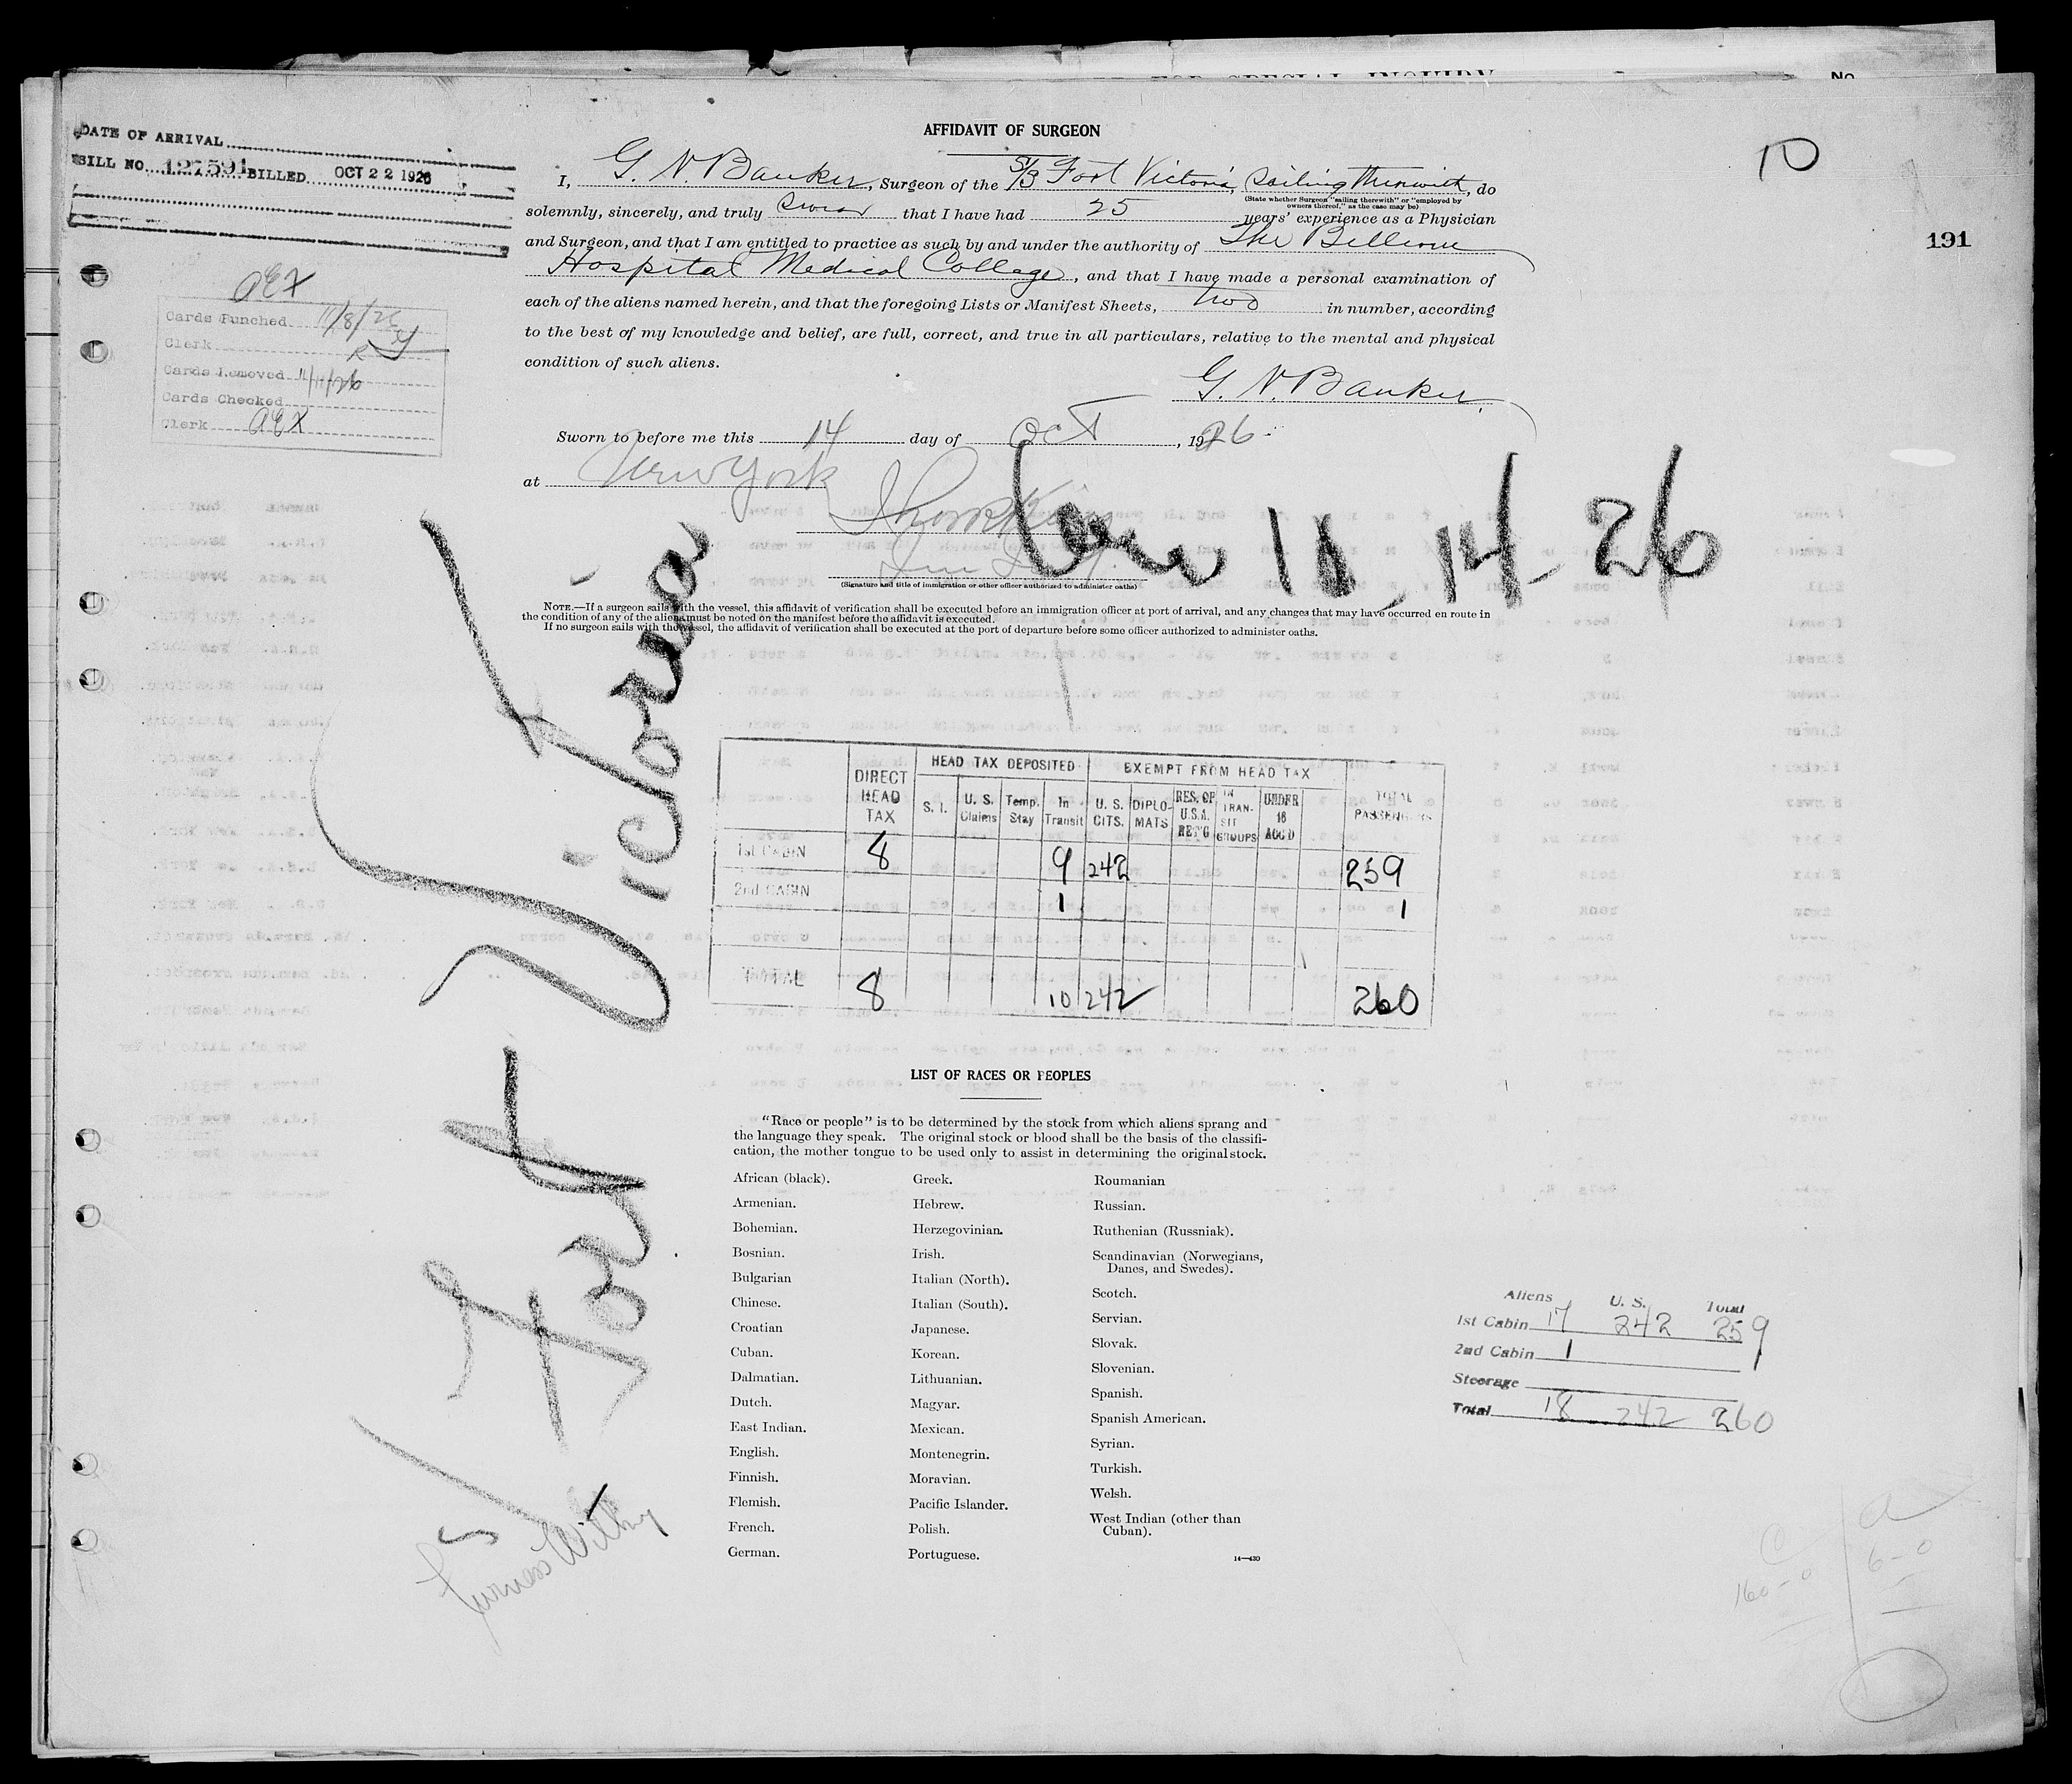 FOR SPECIAL INQUIRY
No.
DATE OF ARRIVAL
BILL NO. 127591 BILLED OCT 22 1926
AFFIDAVIT OF SURGEON
10
191
I, G. N. Banker, Surgeon of the S/S Fort Victoria, Sailing Therewith, do
(State whether Surgeon "sailing therewith" or "employed by
owners thereof," as the case may be)
solemnly, sincerely, and truly swear that I have had 25 years' experience as a Physician
and Surgeon, and that I am entitled to practice as such by and under the authority of The Bellevue
Hospital Medical College, and that I have made a personal examination of
each of the aliens named herein, and that the foregoing Lists or Manifest Sheets, two in number, according
to the best of my knowledge and belief, are full, correct, and true in all particulars, relative to the mental and physical
condition of such aliens.
G. N. Banker.
Sworn to before me this 14 day of Oct, 1926
at New York
(Signature and title of immigration or other officer authorized to administer oaths)
AEX
Cards Punched 11/8/26
Clerk
Cards Removed 11/11/26
Cards Checked
Clerk AEX
11-14-26
NOTE.—If a surgeon sails with the vessel, this affidavit of verification shall be executed before an immigration officer at port of arrival, and any changes that may have occurred en route in
the condition of any of the aliens must be noted on the manifest before the affidavit is executed.
If no surgeon sails with the vessel, the affidavit of verification shall be executed at the port of departure before some officer authorized to administer oaths.
Fort Victoria
Furness Withy
DIRECT HEAD TAX
HEAD TAX DEPOSITED
EXEMPT FROM HEAD TAX
TOTAL PASSENGERS
S. I. U. S. Claims Temp. Stay In Transit U. S. CITS. DIPLOMATS RES. OF U.S.A. RET'G IN TRANSIT GROUPS UNDER 16 ACC'D
1st CABIN 8 9 242 259
2nd CABIN 1 1
TOTAL 8 10 242 260
LIST OF RACES OR PEOPLES
"Race or people" is to be determined by the stock from which aliens sprang and
the language they speak. The original stock or blood shall be the basis of the classifi-
cation, the mother tongue to be used only to assist in determining the original stock.
African (black).
Armenian.
Bohemian.
Bosnian.
Bulgarian
Chinese.
Croatian
Cuban.
Dalmatian.
Dutch.
East Indian.
English.
Finnish.
Flemish.
French.
German.
Greek.
Hebrew.
Herzegovinian.
Irish.
Italian (North).
Italian (South).
Japanese.
Korean.
Lithuanian.
Magyar.
Mexican.
Montenegrin.
Moravian.
Pacific Islander.
Polish.
Portuguese.
Roumanian
Russian.
Ruthenian (Russniak).
Scandinavian (Norwegians,
Danes, and Swedes).
Scotch.
Servian.
Slovak.
Slovenian.
Spanish.
Spanish American.
Syrian.
Turkish.
Welsh.
West Indian (other than
Cuban).
14—430
Aliens U. S. Total
1st Cabin 17 242 259
2nd Cabin 1
Steerage
Total 18 242 260
C a
160-0 6-0